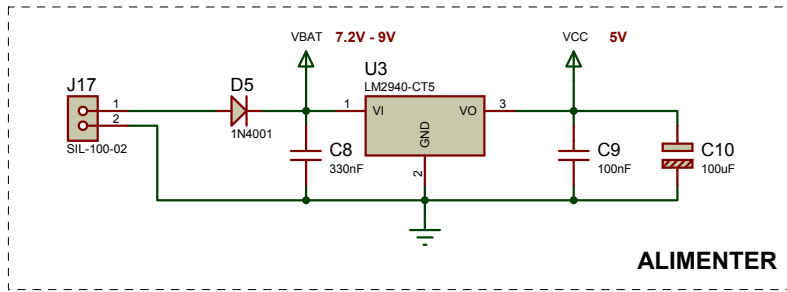 VBAT 7.2V - 9V
VCC 5V
J17
1
2
SIL-100-02
D5
1N4001
U3
LM2940-CT5
1
VI
VO
3
GND
2
C8
330nF
C9
100nF
C10
100uF
ALIMENTER